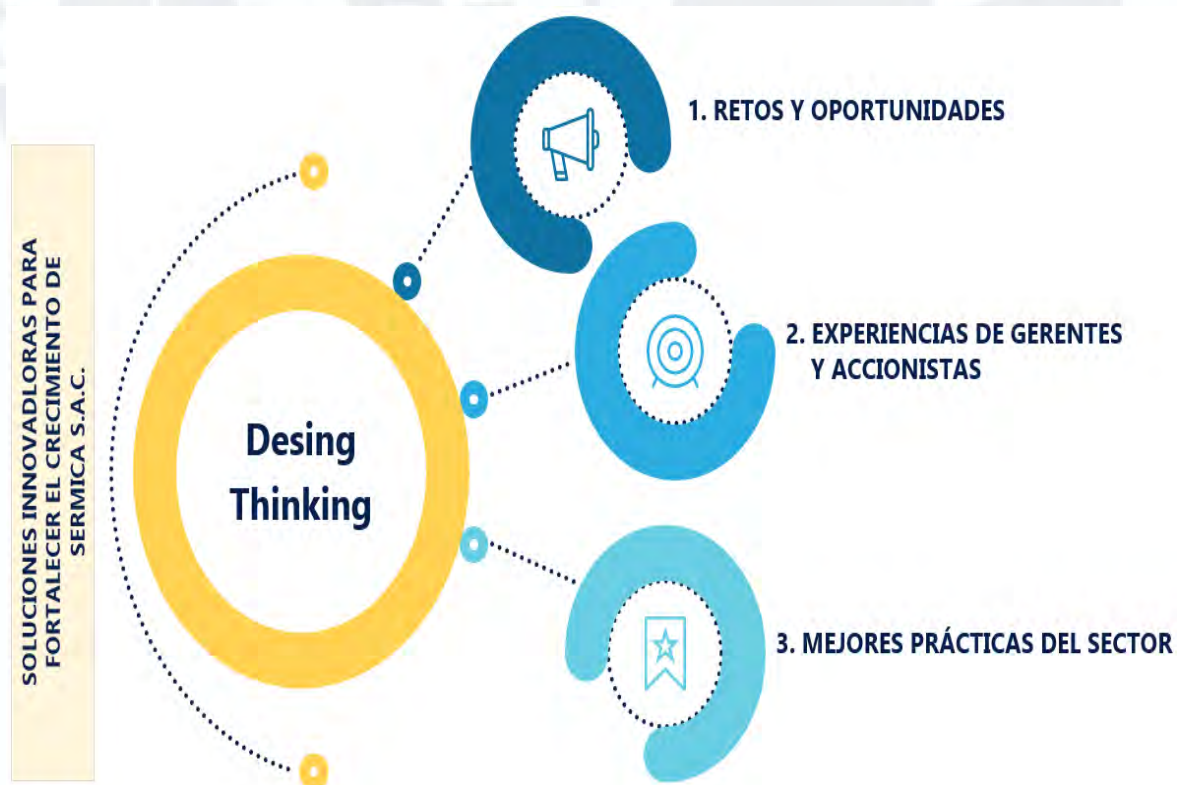 SOLUCIONES INNOVADLORAS PARA
FORTALECER EL CRECIMIENTO DE
SERMICA S.A.C.
Desing
Thinking
1. RETOS Y OPORTUNIDADES
2. EXPERIENCIAS DE GERENTES
Y ACCIONISTAS
3. MEJORES PRÁCTICAS DEL SECTOR